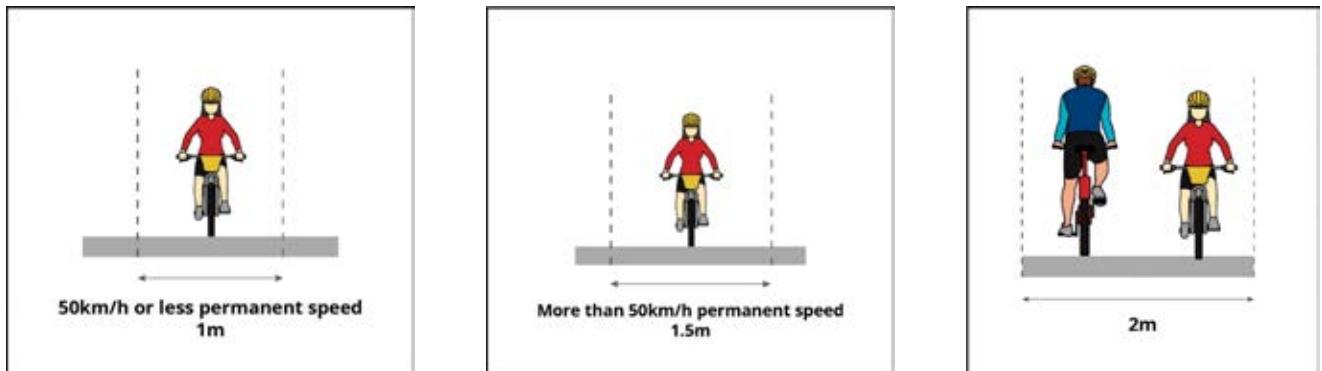 50km/h or less permanent speed
1m
More than 50km/h permanent speed
1.5m
2m